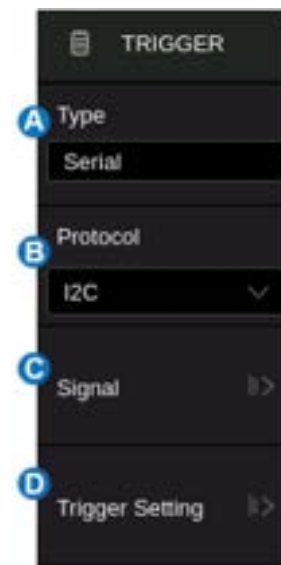 TRIGGER
A
Type
Serial
B
Protocol
I2C
C
Signal
D
Trigger Setting